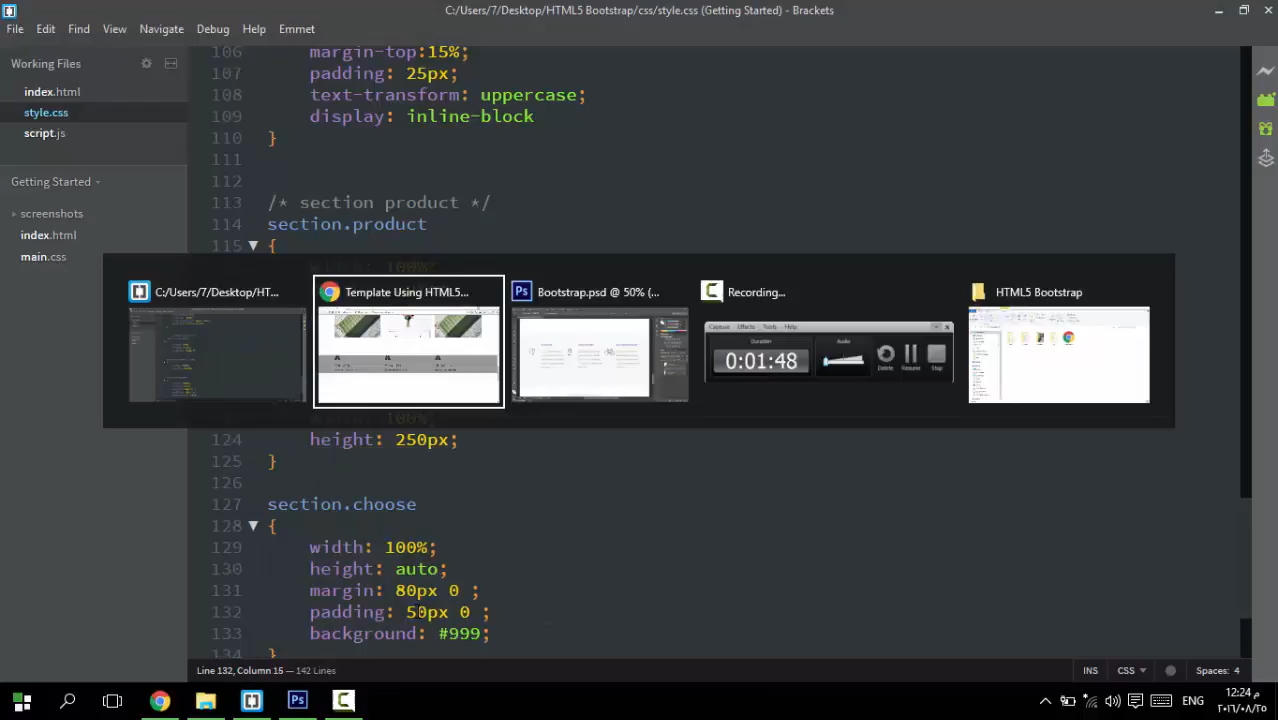 C:/Users/7/Desktop/HTML5 Bootstrap/css/style.css (Getting Started) - Brackets
File Edit Find View Navigate Debug Help Emmet
Working Files
index.html
style.css
script.js
Getting Started
screenshots
index.html
main.css
106 margin-top:15%;
107 padding: 25px;
108 text-transform: uppercase;
109 display: inline-block
110 }
111
112
113 /* section product */
114 section.product
115 {
C:/Users/7/Desktop/HT...
Template Using HTML5...
Bootstrap.psd @ 50% (...
Recording...
HTML5 Bootstrap
Capture Effects Tools Help
Duration
Audio
0:01:48
Delete Resume Stop
124 height: 250px;
125 }
126
127 section.choose
128 {
129 width: 100%;
130 height: auto;
131 margin: 80px 0 ;
132 padding: 50px 0 ;
133 background: #999;
134 }
Line 132, Column 15 — 142 Lines
INS CSS Spaces: 4
ENG
12:24 م
٢٠١٦/٠٨/٢٥